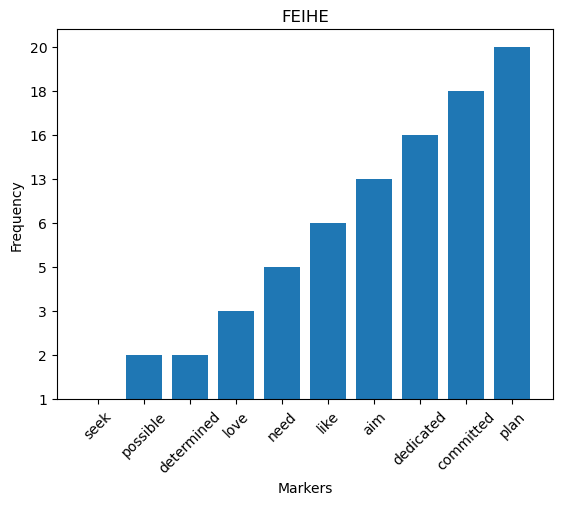 FEIHE
Frequency
20
18
16
13
6
5
3
2
1
seek
possible
determined
love
need
like
aim
dedicated
committed
plan
Markers